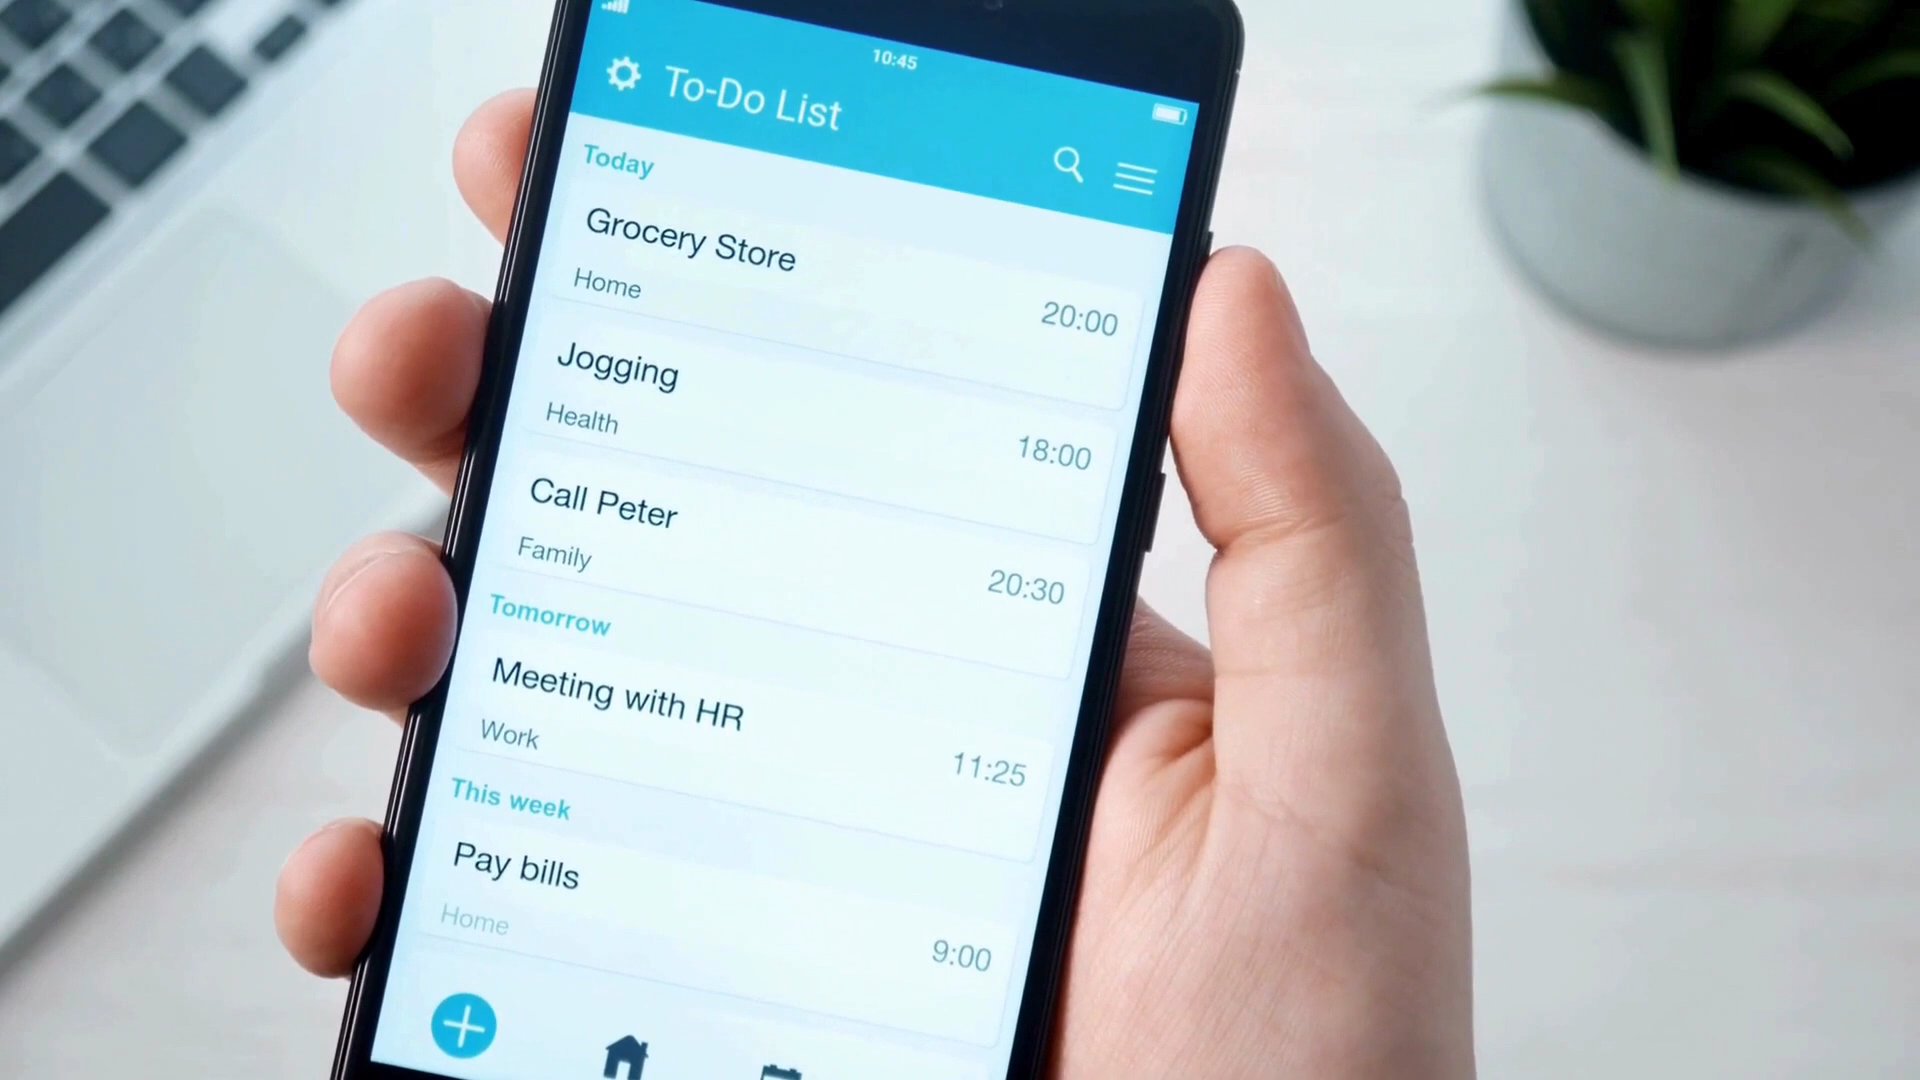 10:45
To-Do List
Today
Grocery Store
Home
20:00
Jogging
Health
18:00
Call Peter
Family
20:30
Tomorrow
Meeting with HR
Work
11:25
This week
Pay bills
Home
9:00